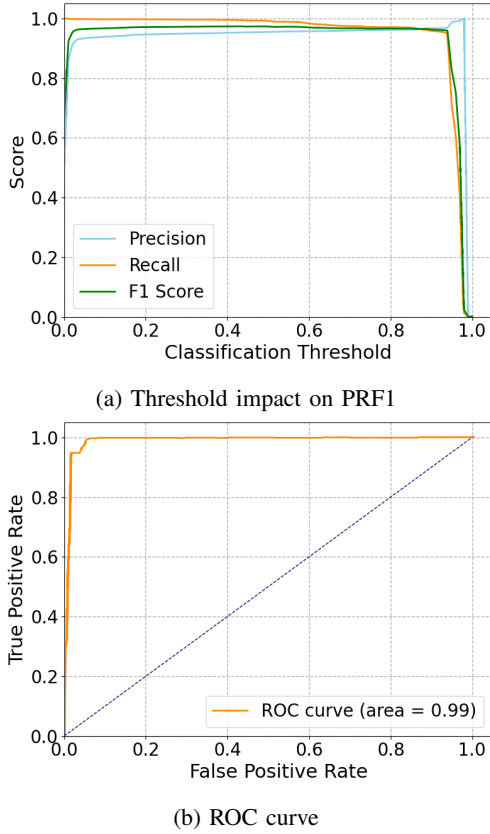 1.0
0.8
0.6
0.4
0.2
0.0
Score
Precision
Recall
F1 Score
0.0 0.2 0.4 0.6 0.8 1.0
Classification Threshold
(a) Threshold impact on PRF1
1.0
0.8
0.6
0.4
0.2
0.0
True Positive Rate
ROC curve (area = 0.99)
0.0 0.2 0.4 0.6 0.8 1.0
False Positive Rate
(b) ROC curve